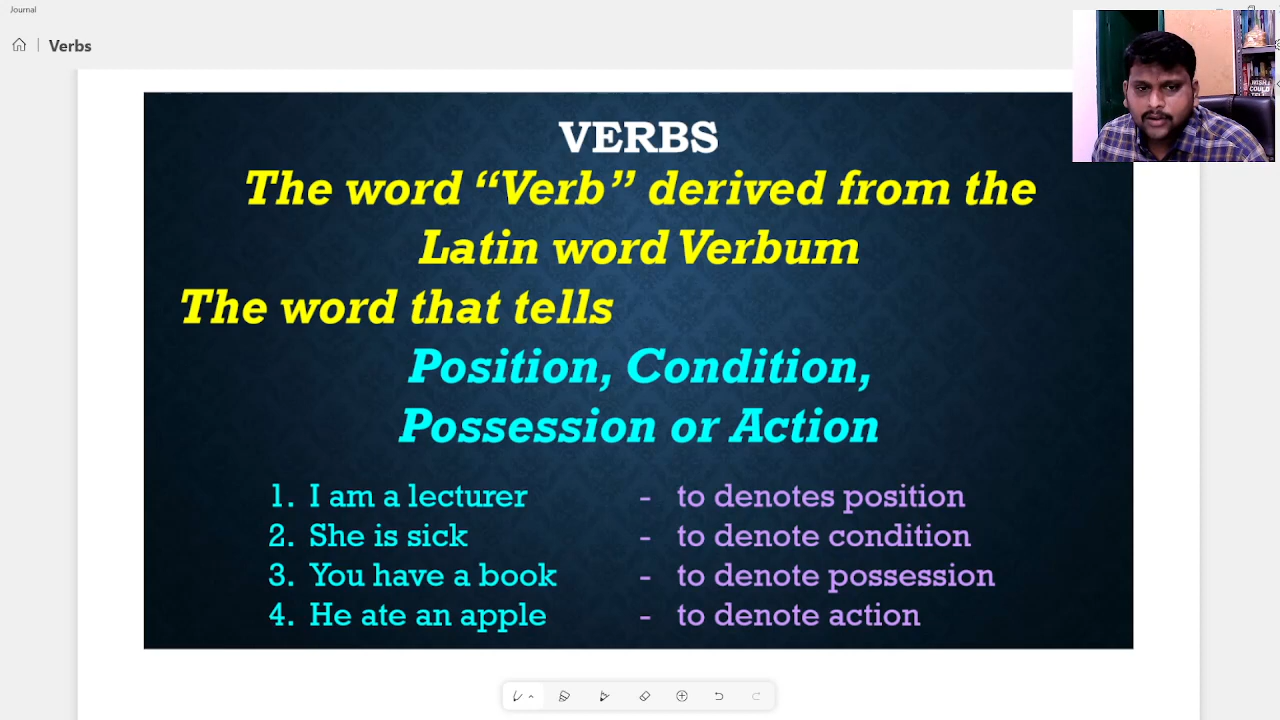 Journal
Verbs
VERBS
The word “Verb” derived from the
Latin word Verbum
The word that tells
Position, Condition,
Possession or Action
1. I am a lecturer - to denotes position
2. She is sick - to denote condition
3. You have a book - to denote possession
4. He ate an apple - to denote action
COULD